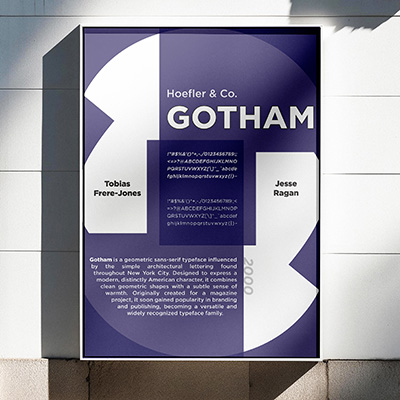 Hoefler & Co.
GOTHAM
Tobias
Frere-Jones
Jesse
Ragan
2000
Gotham is a geometric sans-serif typeface influenced
by the simple architectural lettering found
throughout New York City. Designed to express a
modern, distinctly American character, it combines
clean geometric shapes with a subtle sense of
warmth. Originally created for a magazine
project, it soon gained popularity in branding
and publishing, becoming a versatile and
widely recognized typeface family.